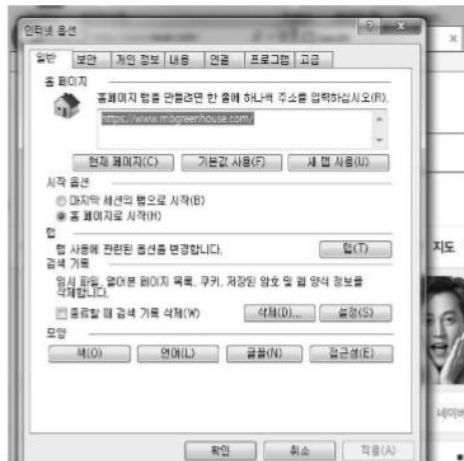 인터넷 옵션
일반 보안 개인 정보 내용 연결 프로그램 고급
홈 페이지
홈페이지 탭을 만들려면 한 줄에 하나씩 주소를 입력하십시오(R).
https://www.mbgreenhouse.com/
현재 페이지(C) 기본값 사용(F) 새 탭 사용(U)
시작 옵션
마지막 세션의 탭으로 시작(B)
홈 페이지로 시작(H)
탭
탭 사용에 관련된 옵션을 변경합니다. 탭(T)
검색 기록
임시 파일, 열어본 페이지 목록, 쿠키, 저장된 암호 및 웹 양식 정보를
삭제합니다.
종료할 때 검색 기록 삭제(W) 삭제(D)... 설정(S)
모양
색(O) 언어(L) 글꼴(N) 접근성(E)
확인 취소 적용(A)
지도
네이버